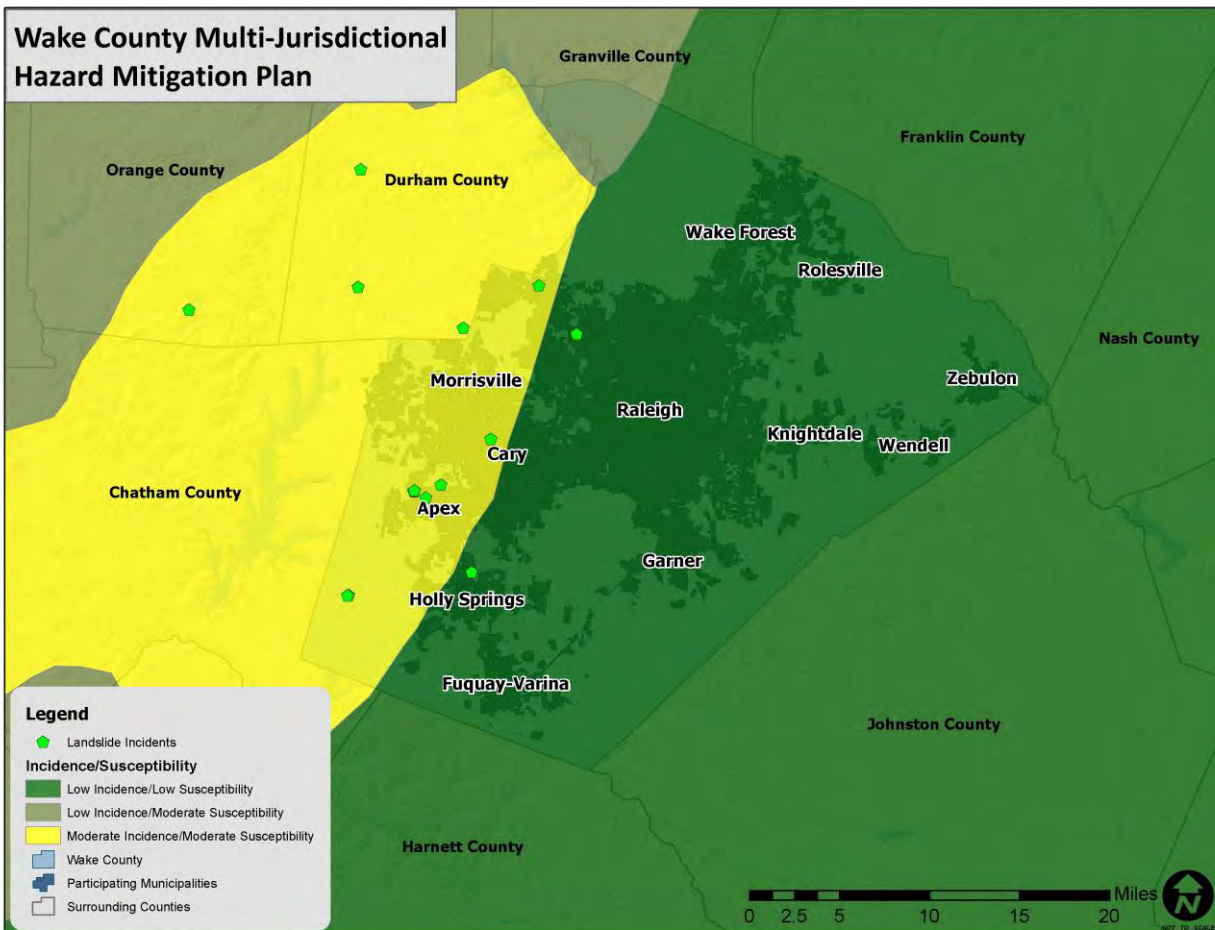 Wake County Multi-Jurisdictional
Hazard Mitigation Plan
Granville County
Franklin County
Orange County
Durham County
Wake Forest
Rolesville
Nash County
Morrisville
Zebulon
Raleigh
Knightdale
Wendell
Cary
Chatham County
Apex
Garner
Holly Springs
Fuquay-Varina
Johnston County
Harnett County
Legend
Landslide Incidents
Incidence/Susceptibility
Low Incidence/Low Susceptibility
Low Incidence/Moderate Susceptibility
Moderate Incidence/Moderate Susceptibility
Wake County
Participating Municipalities
Surrounding Counties
Miles
0 2.5 5 10 15 20
N
NOT TO SCALE